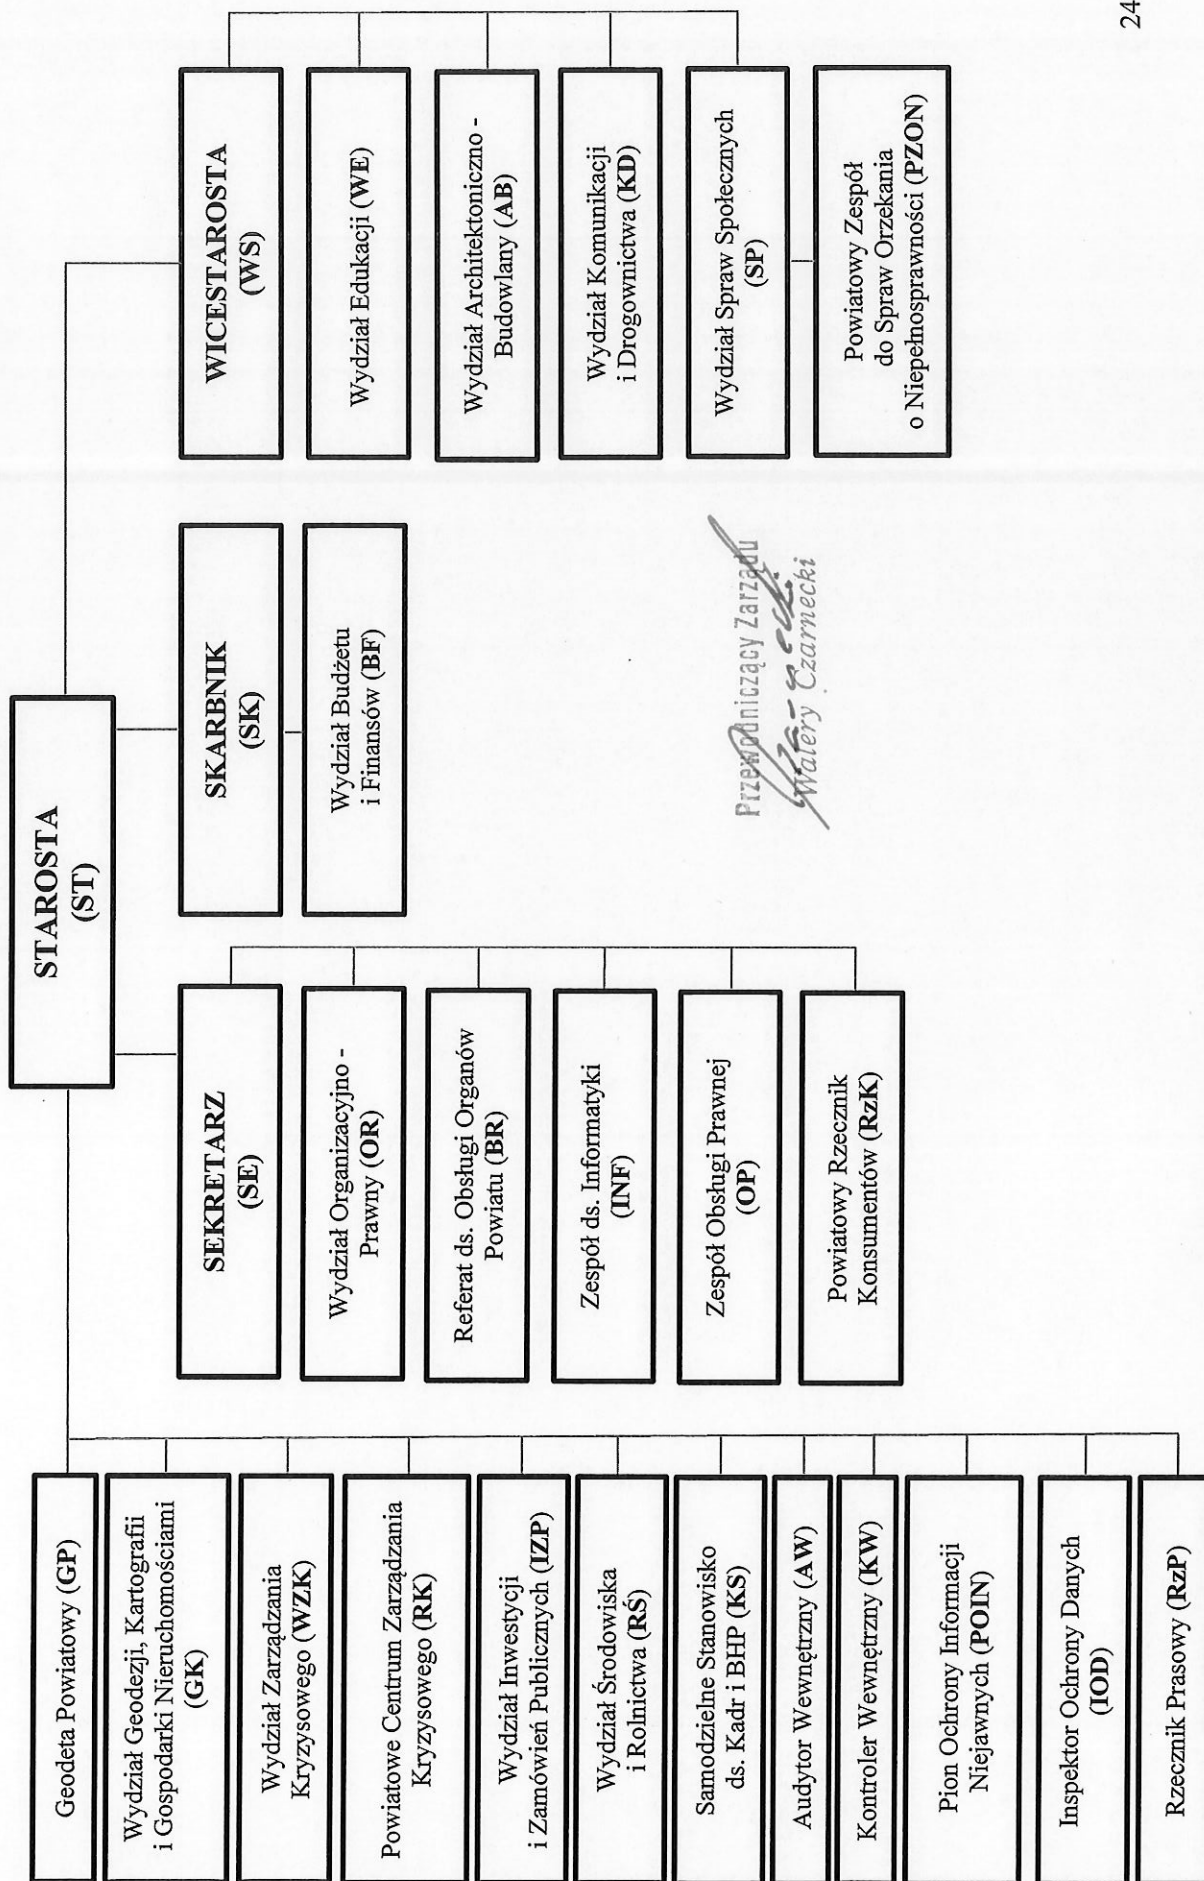 STAROSTA
(ST)
Geodeta Powiatowy (GP)
Wydział Geodezji, Kartografii
i Gospodarki Nieruchomościami
(GK)
Wydział Zarządzania
Kryzysowego (WZK)
Powiatowe Centrum Zarządzania
Kryzysowego (RK)
Wydział Inwestycji
i Zamówień Publicznych (IZP)
Wydział Środowiska
i Rolnictwa (RŚ)
Samodzielne Stanowisko
ds. Kadr i BHP (KS)
Audytor Wewnętrzny (AW)
Kontroler Wewnętrzny (KW)
Pion Ochrony Informacji
Niejawnych (POIN)
Inspektor Ochrony Danych
(IOD)
Rzecznik Prasowy (RzP)
SEKRETARZ
(SE)
Wydział Organizacyjno -
Prawny (OR)
Referat ds. Obsługi Organów
Powiatu (BR)
Zespół ds. Informatyki
(INF)
Zespół Obsługi Prawnej
(OP)
Powiatowy Rzecznik
Konsumentów (RzK)
SKARBNIK
(SK)
Wydział Budżetu
i Finansów (BF)
WICESTAROSTA
(WS)
Wydział Edukacji (WE)
Wydział Architektoniczno -
Budowlany (AB)
Wydział Komunikacji
i Drogownictwa (KD)
Wydział Spraw Społecznych
(SP)
Powiatowy Zespół
do Spraw Orzekania
o Niepełnosprawności (PZON)
Przewodniczący Zarządu
Walery Czarnecki
24